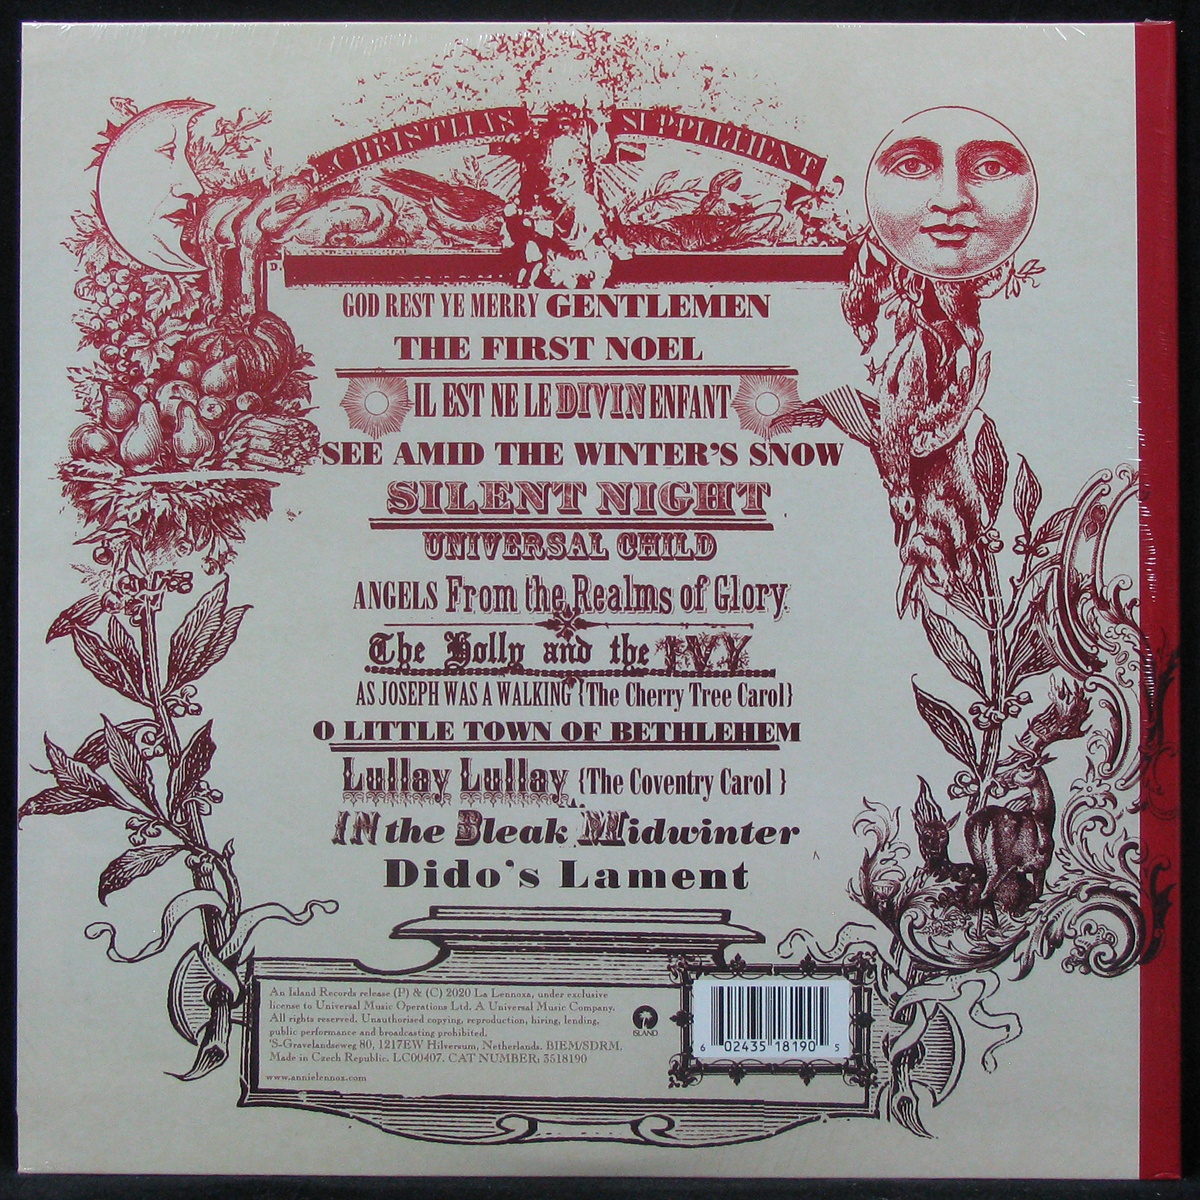 CHRISTMAS SUPPLEMENT
GOD REST YE MERRY GENTLEMEN
THE FIRST NOEL
IL EST NE LE DIVIN ENFANT
SEE AMID THE WINTER'S SNOW
SILENT NIGHT
UNIVERSAL CHILD
ANGELS From the Realms of Glory.
The Holly and the IVY
AS JOSEPH WAS A WALKING {The Cherry Tree Carol}
O LITTLE TOWN OF BETHLEHEM
Lullay Lullay {The Coventry Carol }
IN the Bleak Midwinter
Dido's Lament
An Island Records release (P) & (C) 2020 La Lennoxa, under exclusive
license to Universal Music Operations Ltd. A Universal Music Company.
All rights reserved. Unauthorised copying, reproduction, hiring, lending,
public performance and broadcasting prohibited.
'S-Gravelandseweg 80, 1217EW Hilversum, Netherlands. BIEM/SDRM.
Made in Czech Republic. LC00407. CAT NUMBER: 3518190
www.annielennox.com
ISLAND
6 02435 18190 5